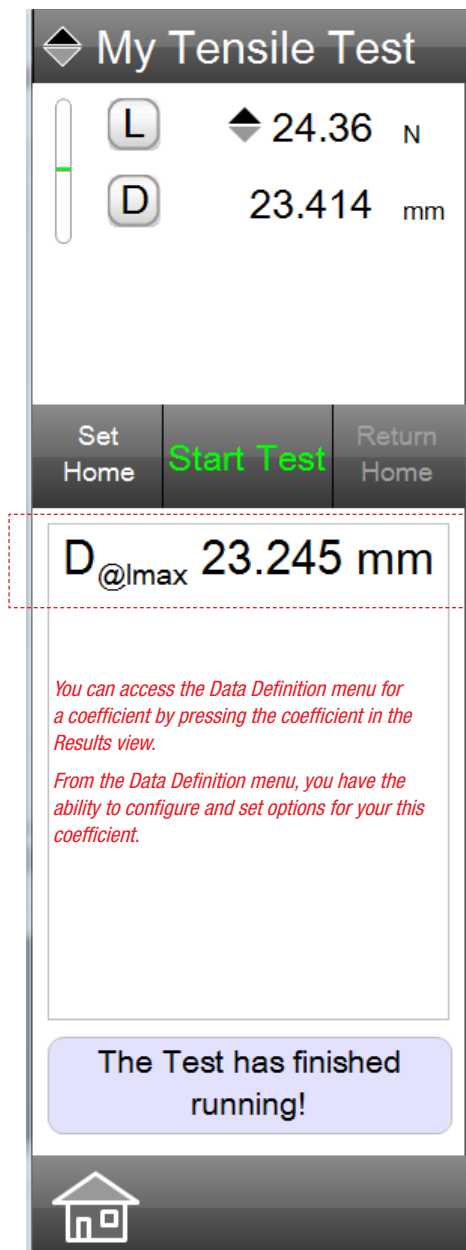 My Tensile Test
L 24.36 N
D 23.414 mm
Set Home
Start Test
Return Home
D@lmax 23.245 mm
You can access the Data Definition menu for
a coefficient by pressing the coefficient in the
Results view.
From the Data Definition menu, you have the
ability to configure and set options for your this
coefficient.
The Test has finished
running!